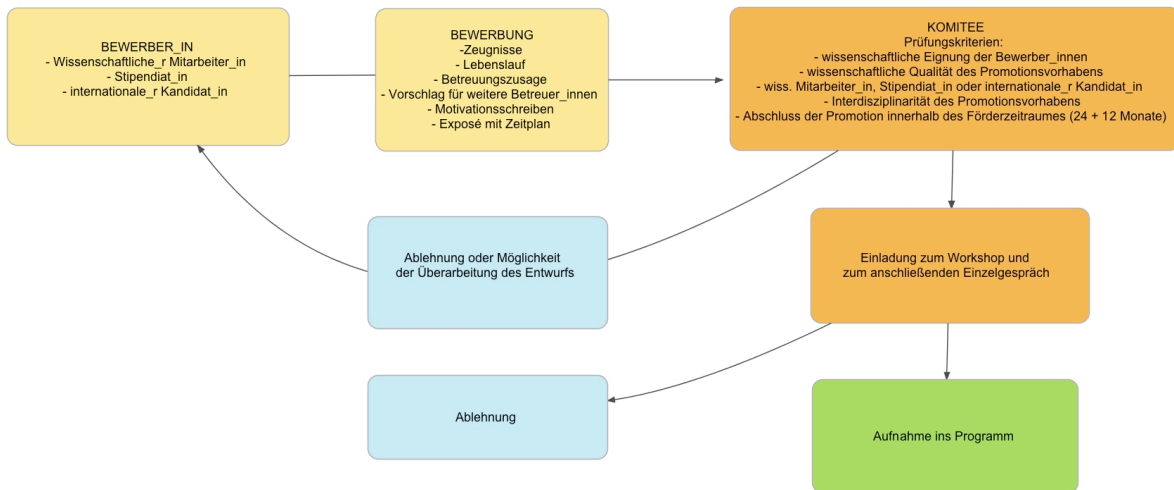 BEWERBER_IN
- Wissenschaftliche_r Mitarbeiter_in
- Stipendiat_in
- internationale_r Kandidat_in
BEWERBUNG
-Zeugnisse
- Lebenslauf
- Betreuungszusage
- Vorschlag für weitere Betreuer_innen
- Motivationsschreiben
- Exposé mit Zeitplan
KOMITEE
Prüfungskriterien:
- wissenschaftliche Eignung der Bewerber_innen
- wissenschaftliche Qualität des Promotionsvorhabens
- wiss. Mitarbeiter_in, Stipendiat_in oder internationale_r Kandidat_in
- Interdisziplinarität des Promotionsvorhabens
- Abschluss der Promotion innerhalb des Förderzeitraumes (24 + 12 Monate)
Ablehnung oder Möglichkeit
der Überarbeitung des Entwurfs
Einladung zum Workshop und
zum anschließenden Einzelgespräch
Ablehnung
Aufnahme ins Programm